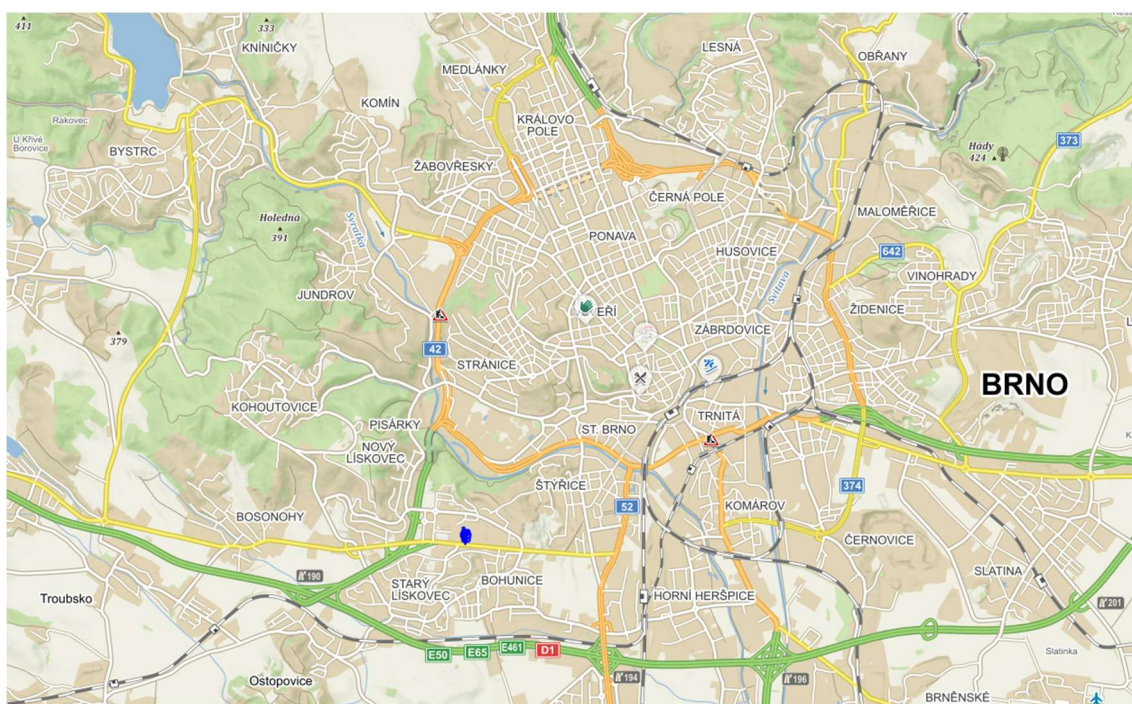 411
333
KNÍNIČKY
LESNÁ
OBŘANY
MEDLÁNKY
KOMÍN
Rakovec
KRÁLOVO
POLE
U Křivé
Borovice
BYSTRC
Hády
424
373
ŽABOVŘESKY
ČERNÁ POLE
Holedná
391
Svratka
MALOMĚŘICE
PONAVA
HUSOVICE
642
VINOHRADY
JUNDROV
Svitava
ŽIDENICE
379
ZÁBRDOVICE
42
STRÁNICE
BRNO
KOHOUTOVICE
PISÁRKY
ST. BRNO
TRNITÁ
NOVÝ
LÍSKOVEC
ŠTÝŘICE
374
52
KOMÁROV
BOSONOHY
ČERNOVICE
190
STARÝ
LÍSKOVEC
BOHUNICE
SLATINA
Troubsko
HORNÍ HERŠPICE
201
E50
E65
E461
D1
Slatinka
Ostopovice
194
196
BRNĚNSKÉ